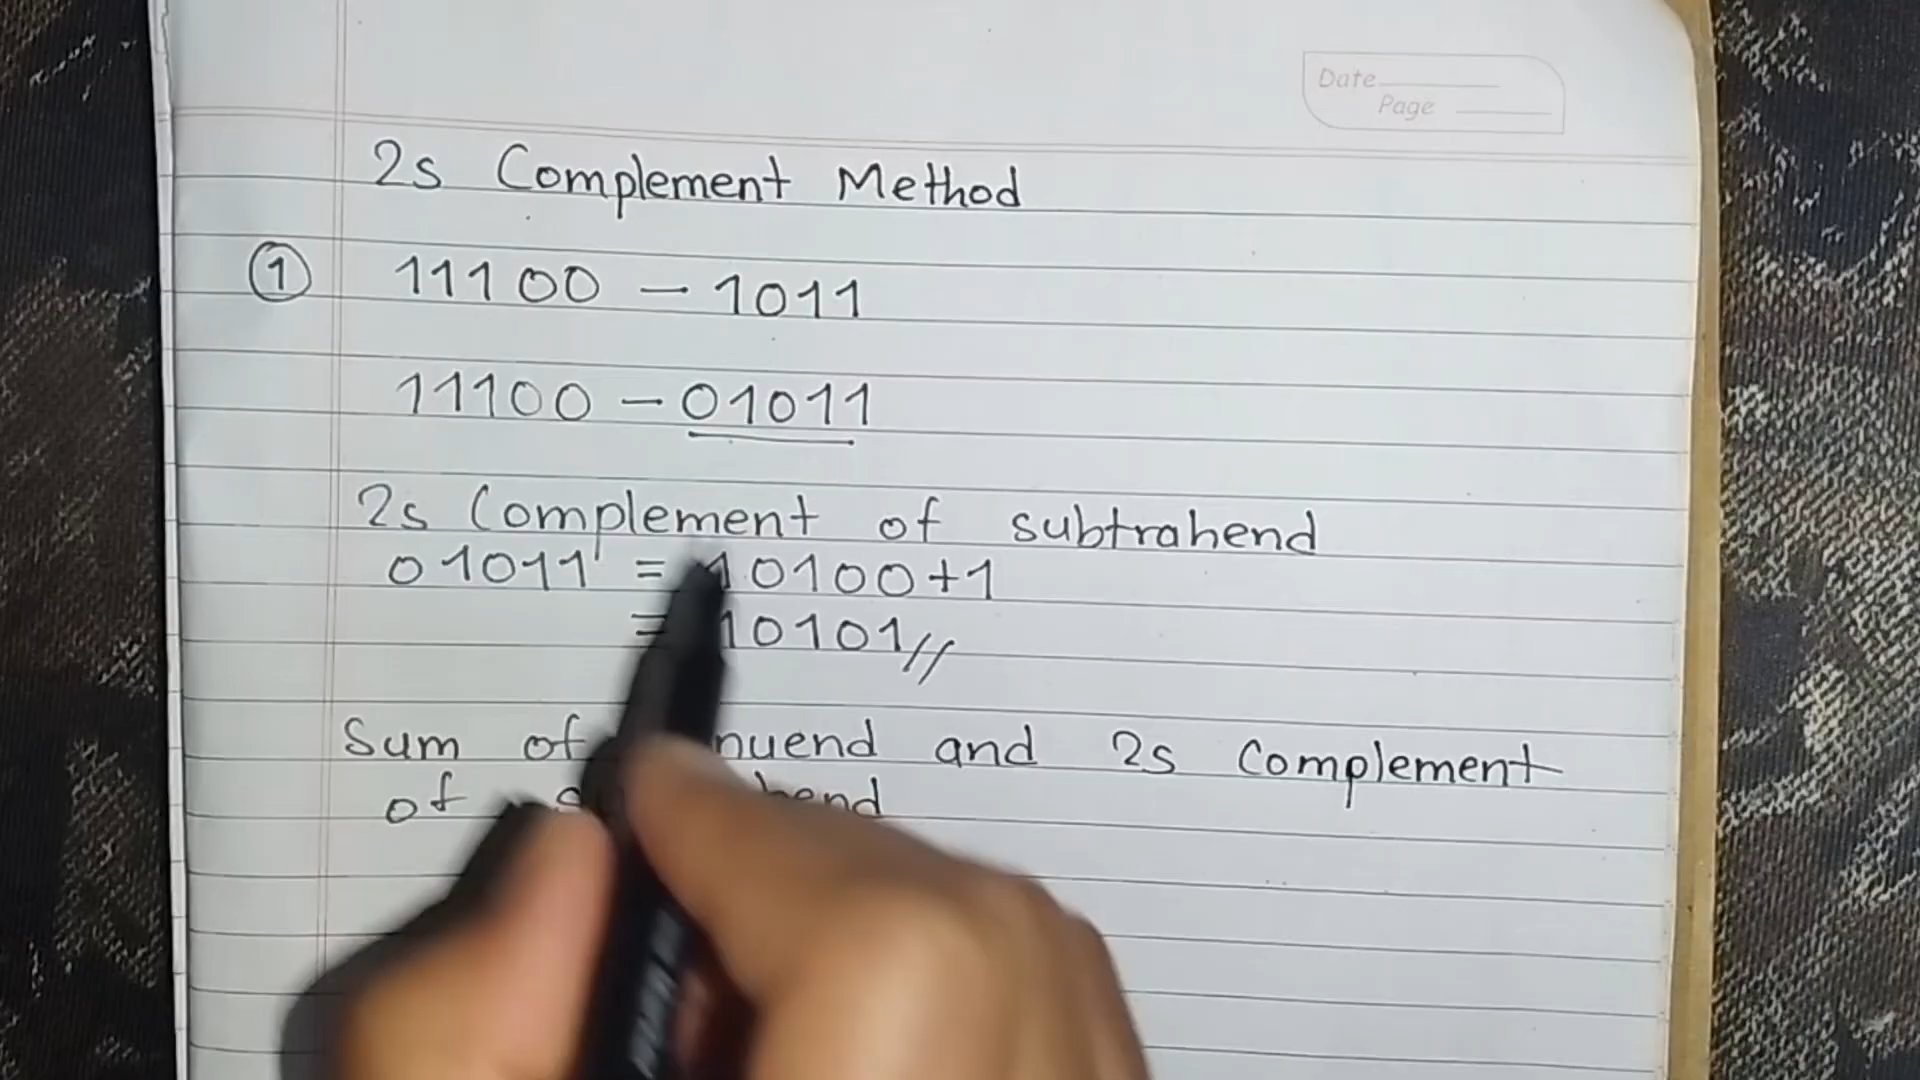 Date
Page
2s Complement Method
① 11100 - 1011
11100 - 01011
2s Complement of subtrahend
01011' = 10100+1
= 10101//
Sum of and 2s Complement
of